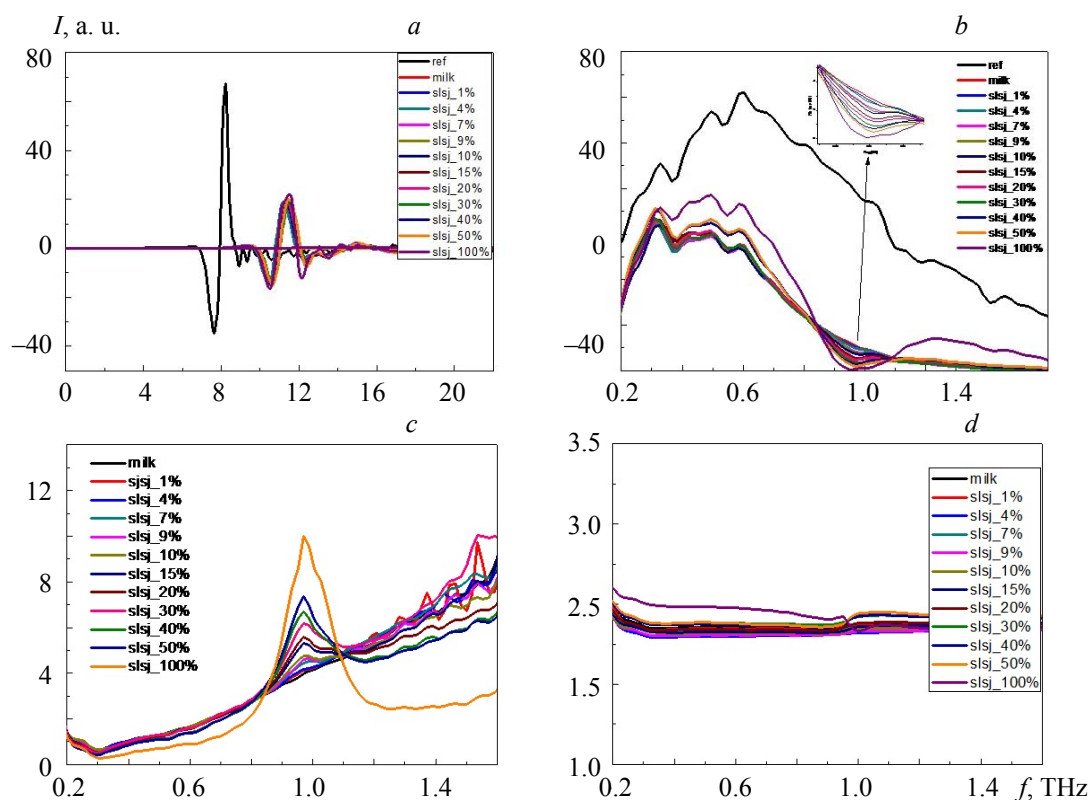 I, a. u.
a
80
40
0
–40
0 4 8 12 16 20
ref
milk
slsj_1%
slsj_4%
slsj_7%
slsj_9%
slsj_10%
slsj_15%
slsj_20%
slsj_30%
slsj_40%
slsj_50%
slsj_100%
b
80
40
0
–40
0.2 0.6 1.0 1.4
ref
milk
slsj_1%
slsj_4%
slsj_7%
slsj_9%
slsj_10%
slsj_15%
slsj_20%
slsj_30%
slsj_40%
slsj_50%
slsj_100%
c
12
8
4
0
0.2 0.6 1.0 1.4
milk
sjsj_1%
slsj_4%
slsj_7%
slsj_9%
slsj_10%
slsj_15%
slsj_20%
slsj_30%
slsj_40%
slsj_50%
slsj_100%
d
3.5
3.0
2.5
1.5
1.0
0.2 0.6 1.0 1.4 f, THz
milk
slsj_1%
slsj_4%
slsj_7%
slsj_9%
slsj_10%
slsj_15%
slsj_20%
slsj_30%
slsj_40%
slsj_50%
slsj_100%